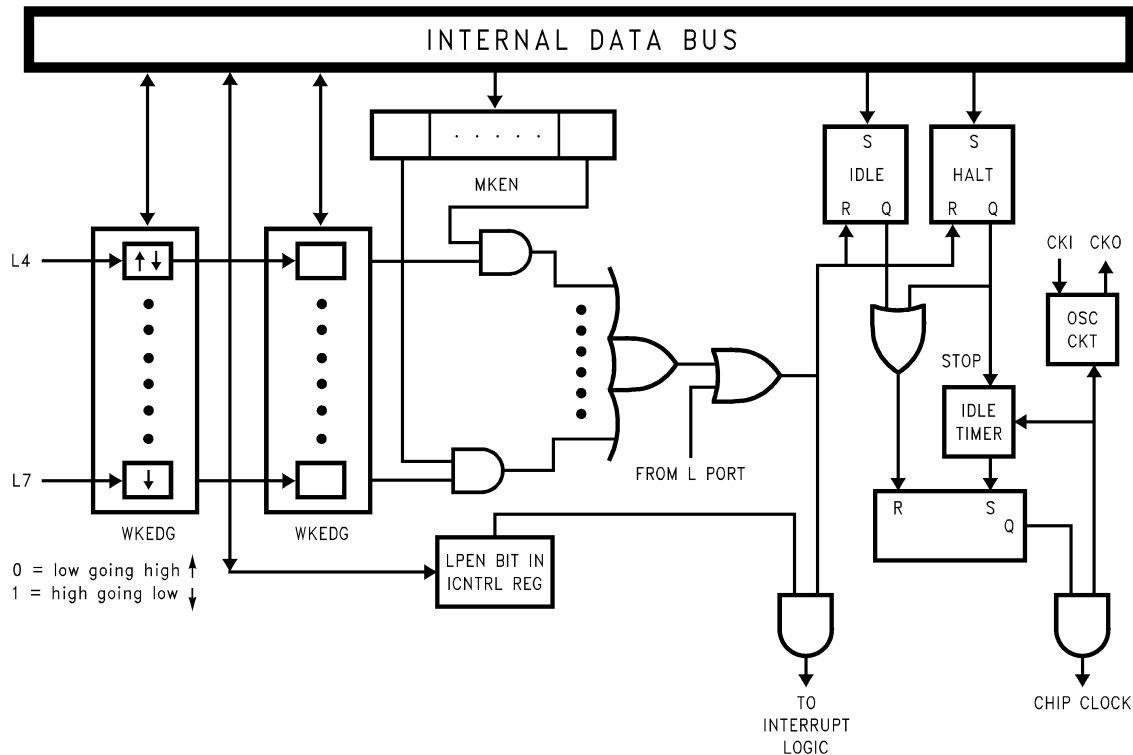 INTERNAL DATA BUS
MKEN
S
IDLE
R Q
S
HALT
R Q
L4
CKI CKO
OSC
CKT
STOP
IDLE
TIMER
FROM L PORT
L7
R S
Q
WKEDG
WKEDG
LPEN BIT IN
ICNTRL REG
0 = low going high
1 = high going low
TO
INTERRUPT
LOGIC
CHIP CLOCK